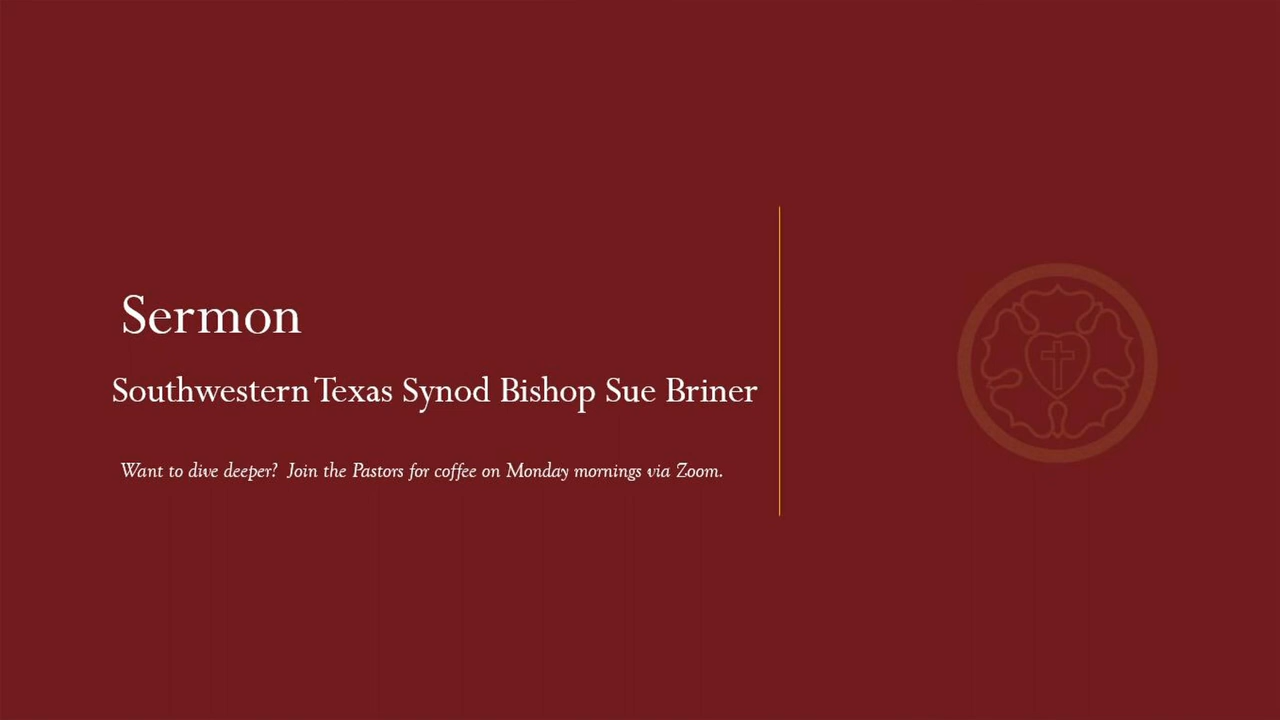 Sermon
Southwestern Texas Synod Bishop Sue Briner
Want to dive deeper? Join the Pastors for coffee on Monday mornings via Zoom.